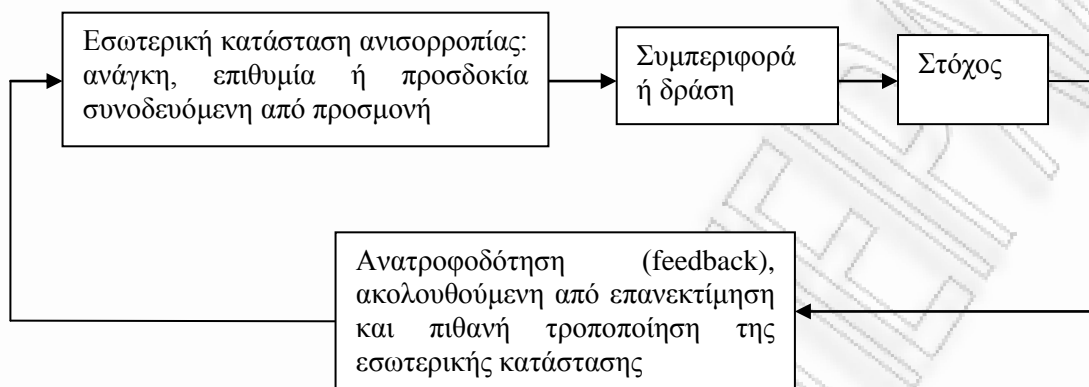 Εσωτερική κατάσταση ανισορροπίας:
ανάγκη, επιθυμία ή προσδοκία
συνοδευόμενη από προσμονή
Συμπεριφορά
ή δράση
Στόχος
Ανατροφοδότηση (feedback),
ακολουθούμενη από επανεκτίμηση
και πιθανή τροποποίηση της
εσωτερικής κατάστασης